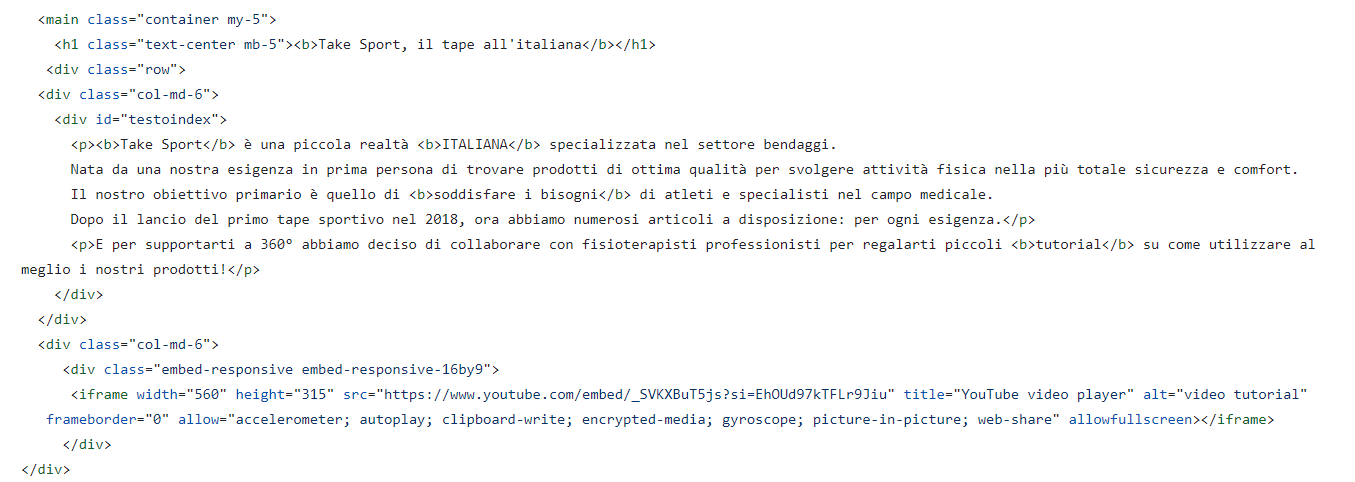 <main class="container my-5">
<h1 class="text-center mb-5"><b>Take Sport, il tape all'italiana</b></h1>
<div class="row">
<div class="col-md-6">
<div id="testoindex">
<p><b>Take Sport</b> è una piccola realtà <b>ITALIANA</b> specializzata nel settore bendaggi.
Nata da una nostra esigenza in prima persona di trovare prodotti di ottima qualità per svolgere attività fisica nella più totale sicurezza e comfort.
Il nostro obiettivo primario è quello di <b>soddisfare i bisogni</b> di atleti e specialisti nel campo medicale.
Dopo il lancio del primo tape sportivo nel 2018, ora abbiamo numerosi articoli a disposizione: per ogni esigenza.</p>
<p>E per supportarti a 360° abbiamo deciso di collaborare con fisioterapisti professionisti per regalarti piccoli <b>tutorial</b> su come utilizzare al
meglio i nostri prodotti!</p>
</div>
</div>
<div class="col-md-6">
<div class="embed-responsive embed-responsive-16by9">
<iframe width="560" height="315" src="https://www.youtube.com/embed/_SVKXBuT5js?si=EhOUd97kTFLr9Jiu" title="YouTube video player" alt="video tutorial"
frameborder="0" allow="accelerometer; autoplay; clipboard-write; encrypted-media; gyroscope; picture-in-picture; web-share" allowfullscreen></iframe>
</div>
</div>